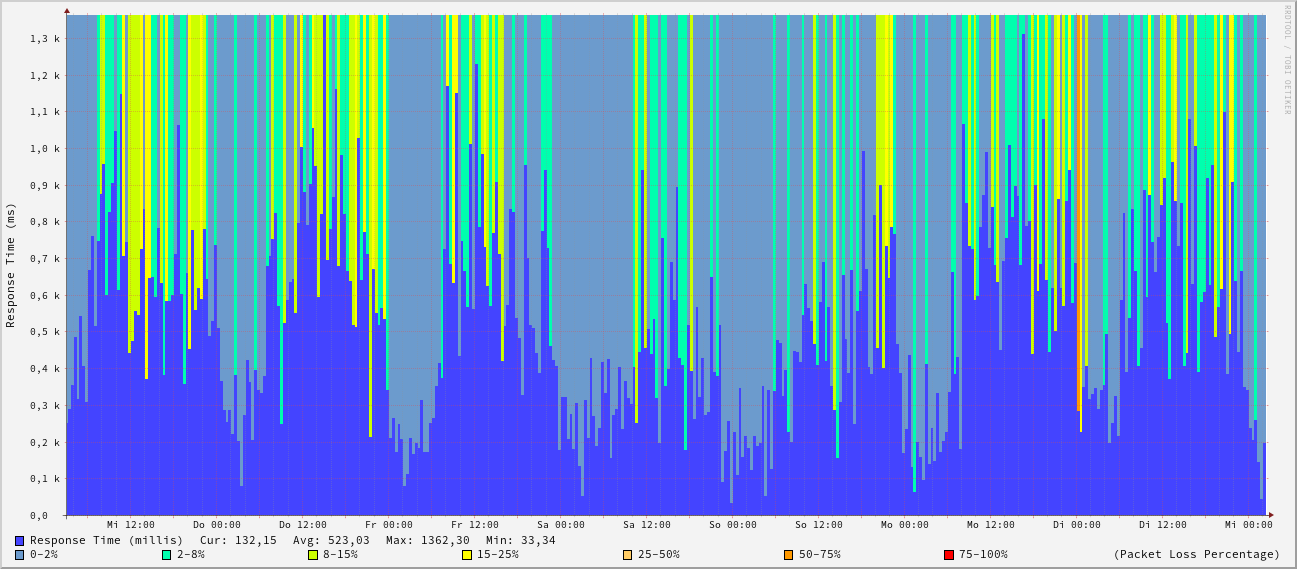 RRDTOOL / TOBI OETIKER
Response Time (ms)
1,3 k
1,2 k
1,1 k
1,0 k
0,9 k
0,8 k
0,7 k
0,6 k
0,5 k
0,4 k
0,3 k
0,2 k
0,1 k
0,0
Mi 12:00 Do 00:00 Do 12:00 Fr 00:00 Fr 12:00 Sa 00:00 Sa 12:00 So 00:00 So 12:00 Mo 00:00 Mo 12:00 Di 00:00 Di 12:00 Mi 00:00
Response Time (millis) Cur: 132,15 Avg: 523,03 Max: 1362,30 Min: 33,34
0-2% 2-8% 8-15% 15-25% 25-50% 50-75% 75-100% (Packet Loss Percentage)